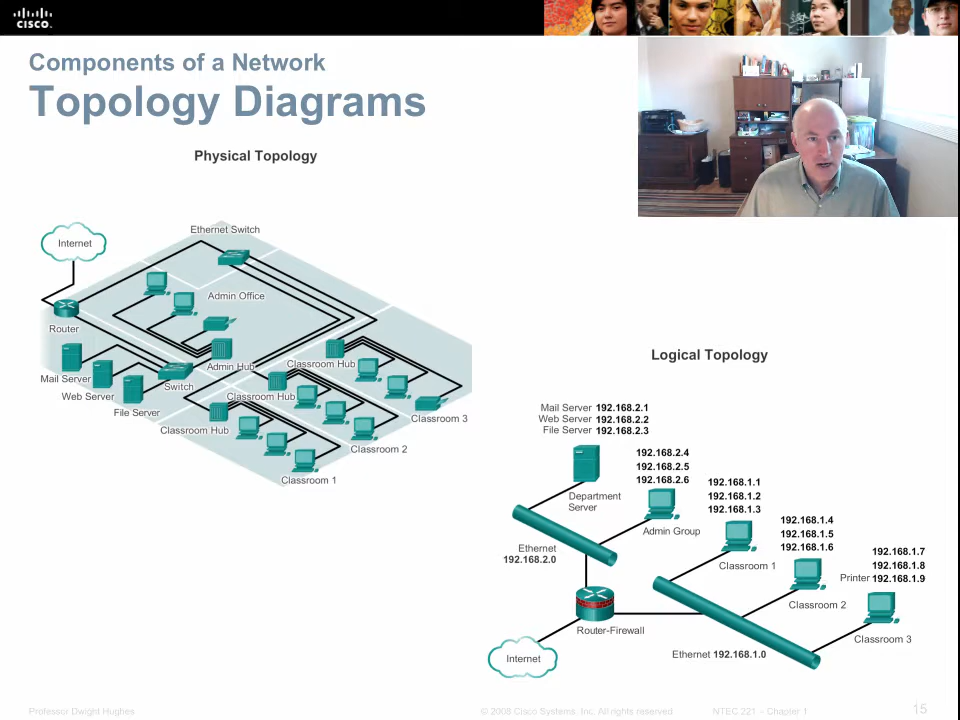 CISCO
Components of a Network
Topology Diagrams
Physical Topology
Internet
Ethernet Switch
Admin Office
Router
Mail Server
Web Server
File Server
Switch
Admin Hub
Classroom Hub
Classroom Hub
Classroom Hub
Classroom 3
Classroom 2
Classroom 1
Logical Topology
Mail Server 192.168.2.1
Web Server 192.168.2.2
File Server 192.168.2.3
192.168.2.4
192.168.2.5
192.168.2.6
Department
Server
Admin Group
192.168.1.1
192.168.1.2
192.168.1.3
Classroom 1
192.168.1.4
192.168.1.5
192.168.1.6
Classroom 2
192.168.1.7
192.168.1.8
Printer 192.168.1.9
Classroom 3
Ethernet
192.168.2.0
Router-Firewall
Internet
Ethernet 192.168.1.0
Professor Dwight Hughes
© 2008 Cisco Systems, Inc. All rights reserved.
NTEC 221 - Chapter 1
15